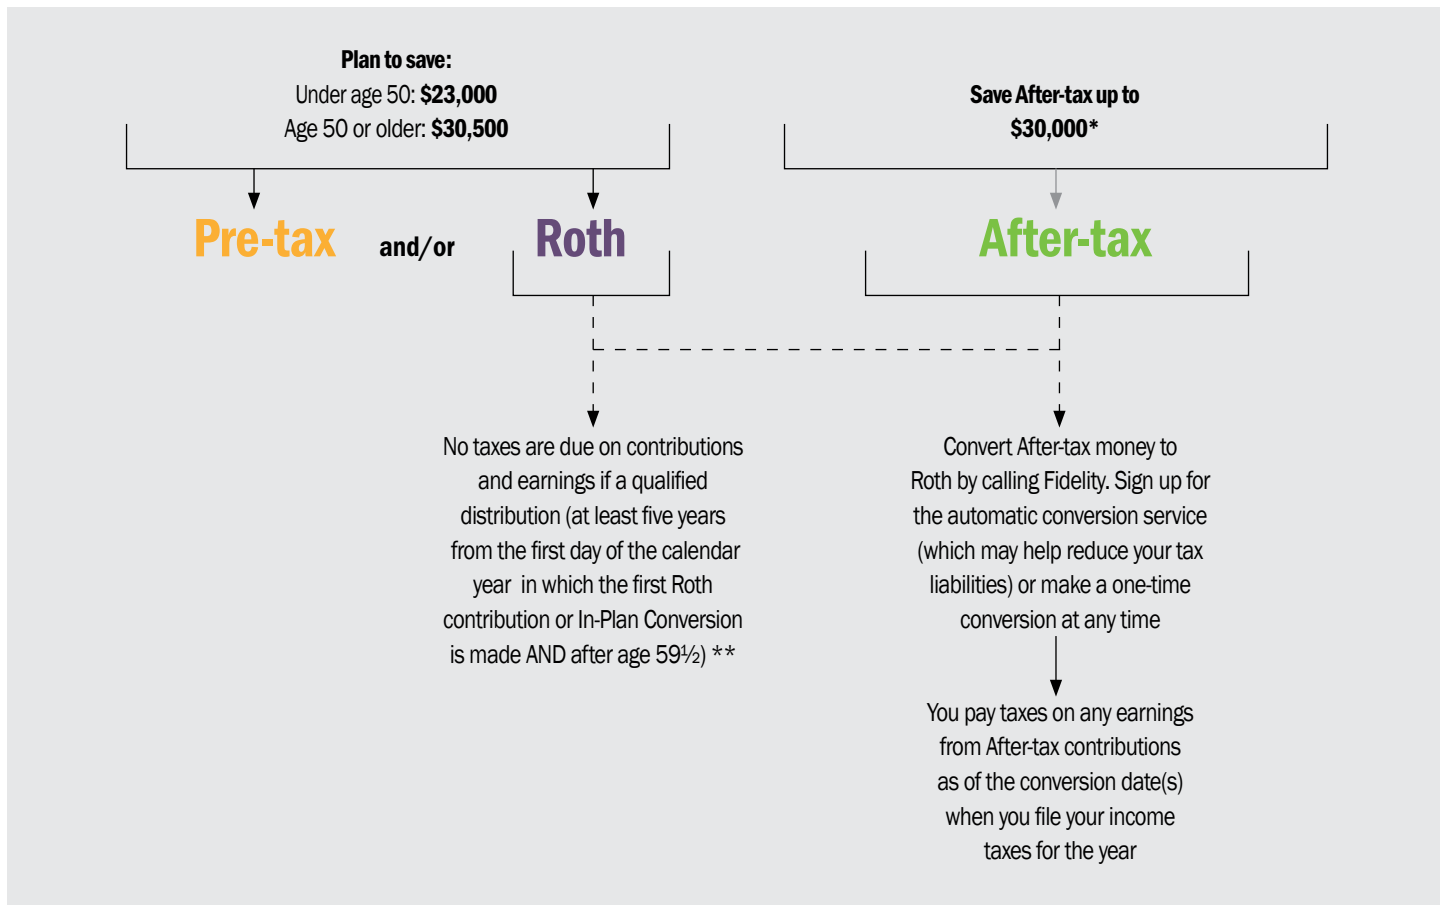 Plan to save:
Under age 50: $23,000
Age 50 or older: $30,500
Save After-tax up to
$30,000*
Pre-tax and/or Roth
After-tax
No taxes are due on contributions
and earnings if a qualified
distribution (at least five years
from the first day of the calendar
year in which the first Roth
contribution or In-Plan Conversion
is made AND after age 59½) **
Convert After-tax money to
Roth by calling Fidelity. Sign up for
the automatic conversion service
(which may help reduce your tax
liabilities) or make a one-time
conversion at any time
You pay taxes on any earnings
from After-tax contributions
as of the conversion date(s)
when you file your income
taxes for the year